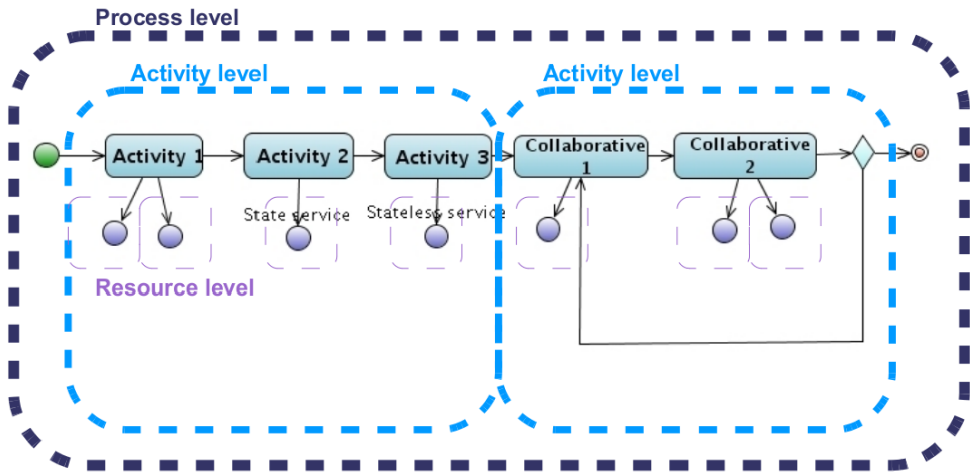 Process level
Activity level
Activity level
Activity 1
Activity 2
Activity 3
Collaborative
1
Collaborative
2
State service
Stateless service
Resource level